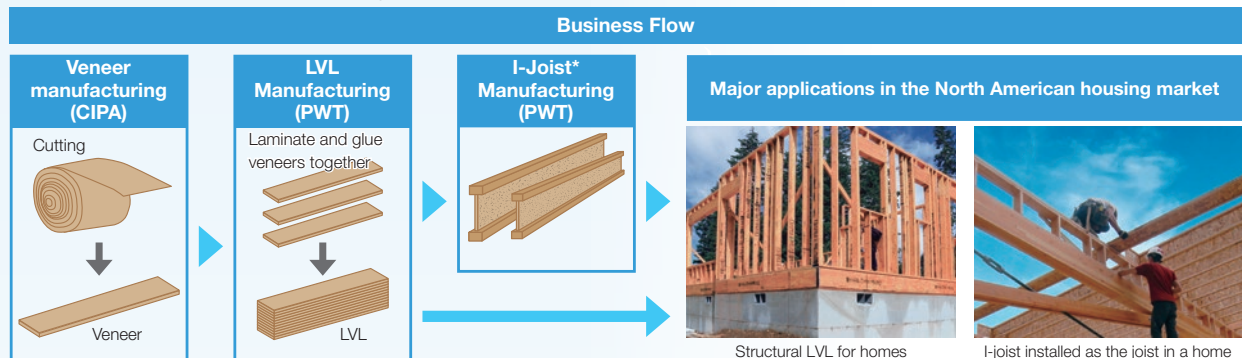 Business Flow
Veneer
manufacturing
(CIPA)
Cutting
Veneer
LVL
Manufacturing
(PWT)
Laminate and glue
veneers together
LVL
I-Joist*
Manufacturing
(PWT)
Major applications in the North American housing market
Structural LVL for homes
I-joist installed as the joist in a home